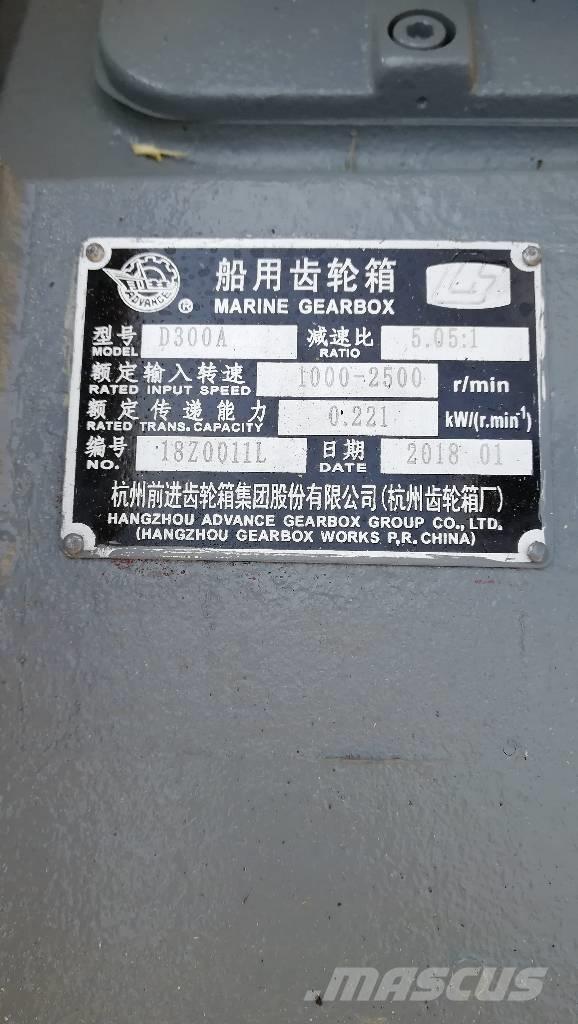 船用齿轮箱
ADVANCE ® MARINE GEARBOX
型号 D300A 减速比 5.05:1
MODEL RATIO
额定输入转速 1000-2500 r/min
RATED INPUT SPEED
额定传递能力 0.221 kW/(r.min⁻¹)
RATED TRANS. CAPACITY
编号 18Z0011L 日期 2018 01
NO. DATE
杭州前进齿轮箱集团股份有限公司(杭州齿轮箱厂)
HANGZHOU ADVANCE GEARBOX GROUP CO., LTD.
(HANGZHOU GEARBOX WORKS P,R. CHINA)
MASCUS